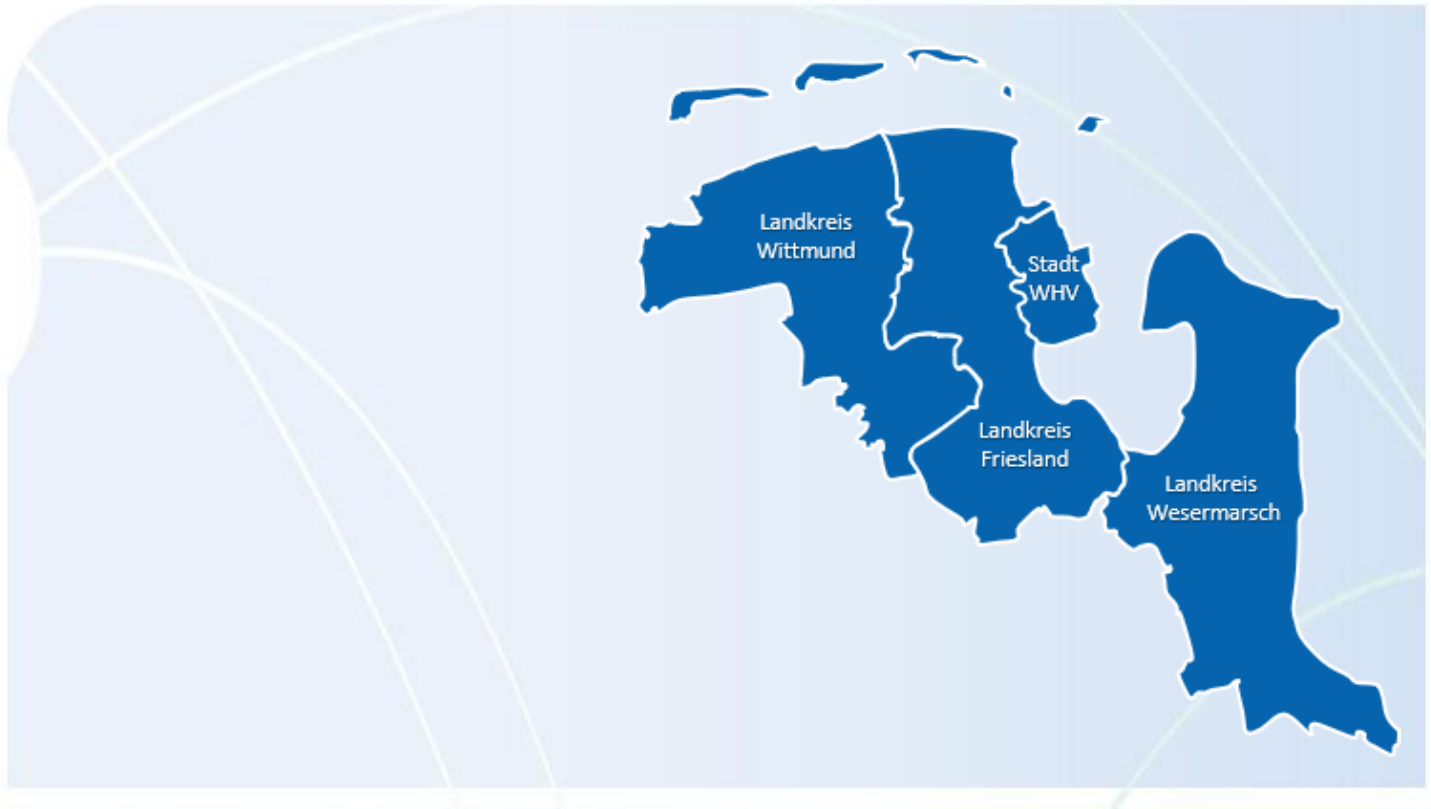 Landkreis
Wittmund
Stadt
WHV
Landkreis
Friesland
Landkreis
Wesermarsch